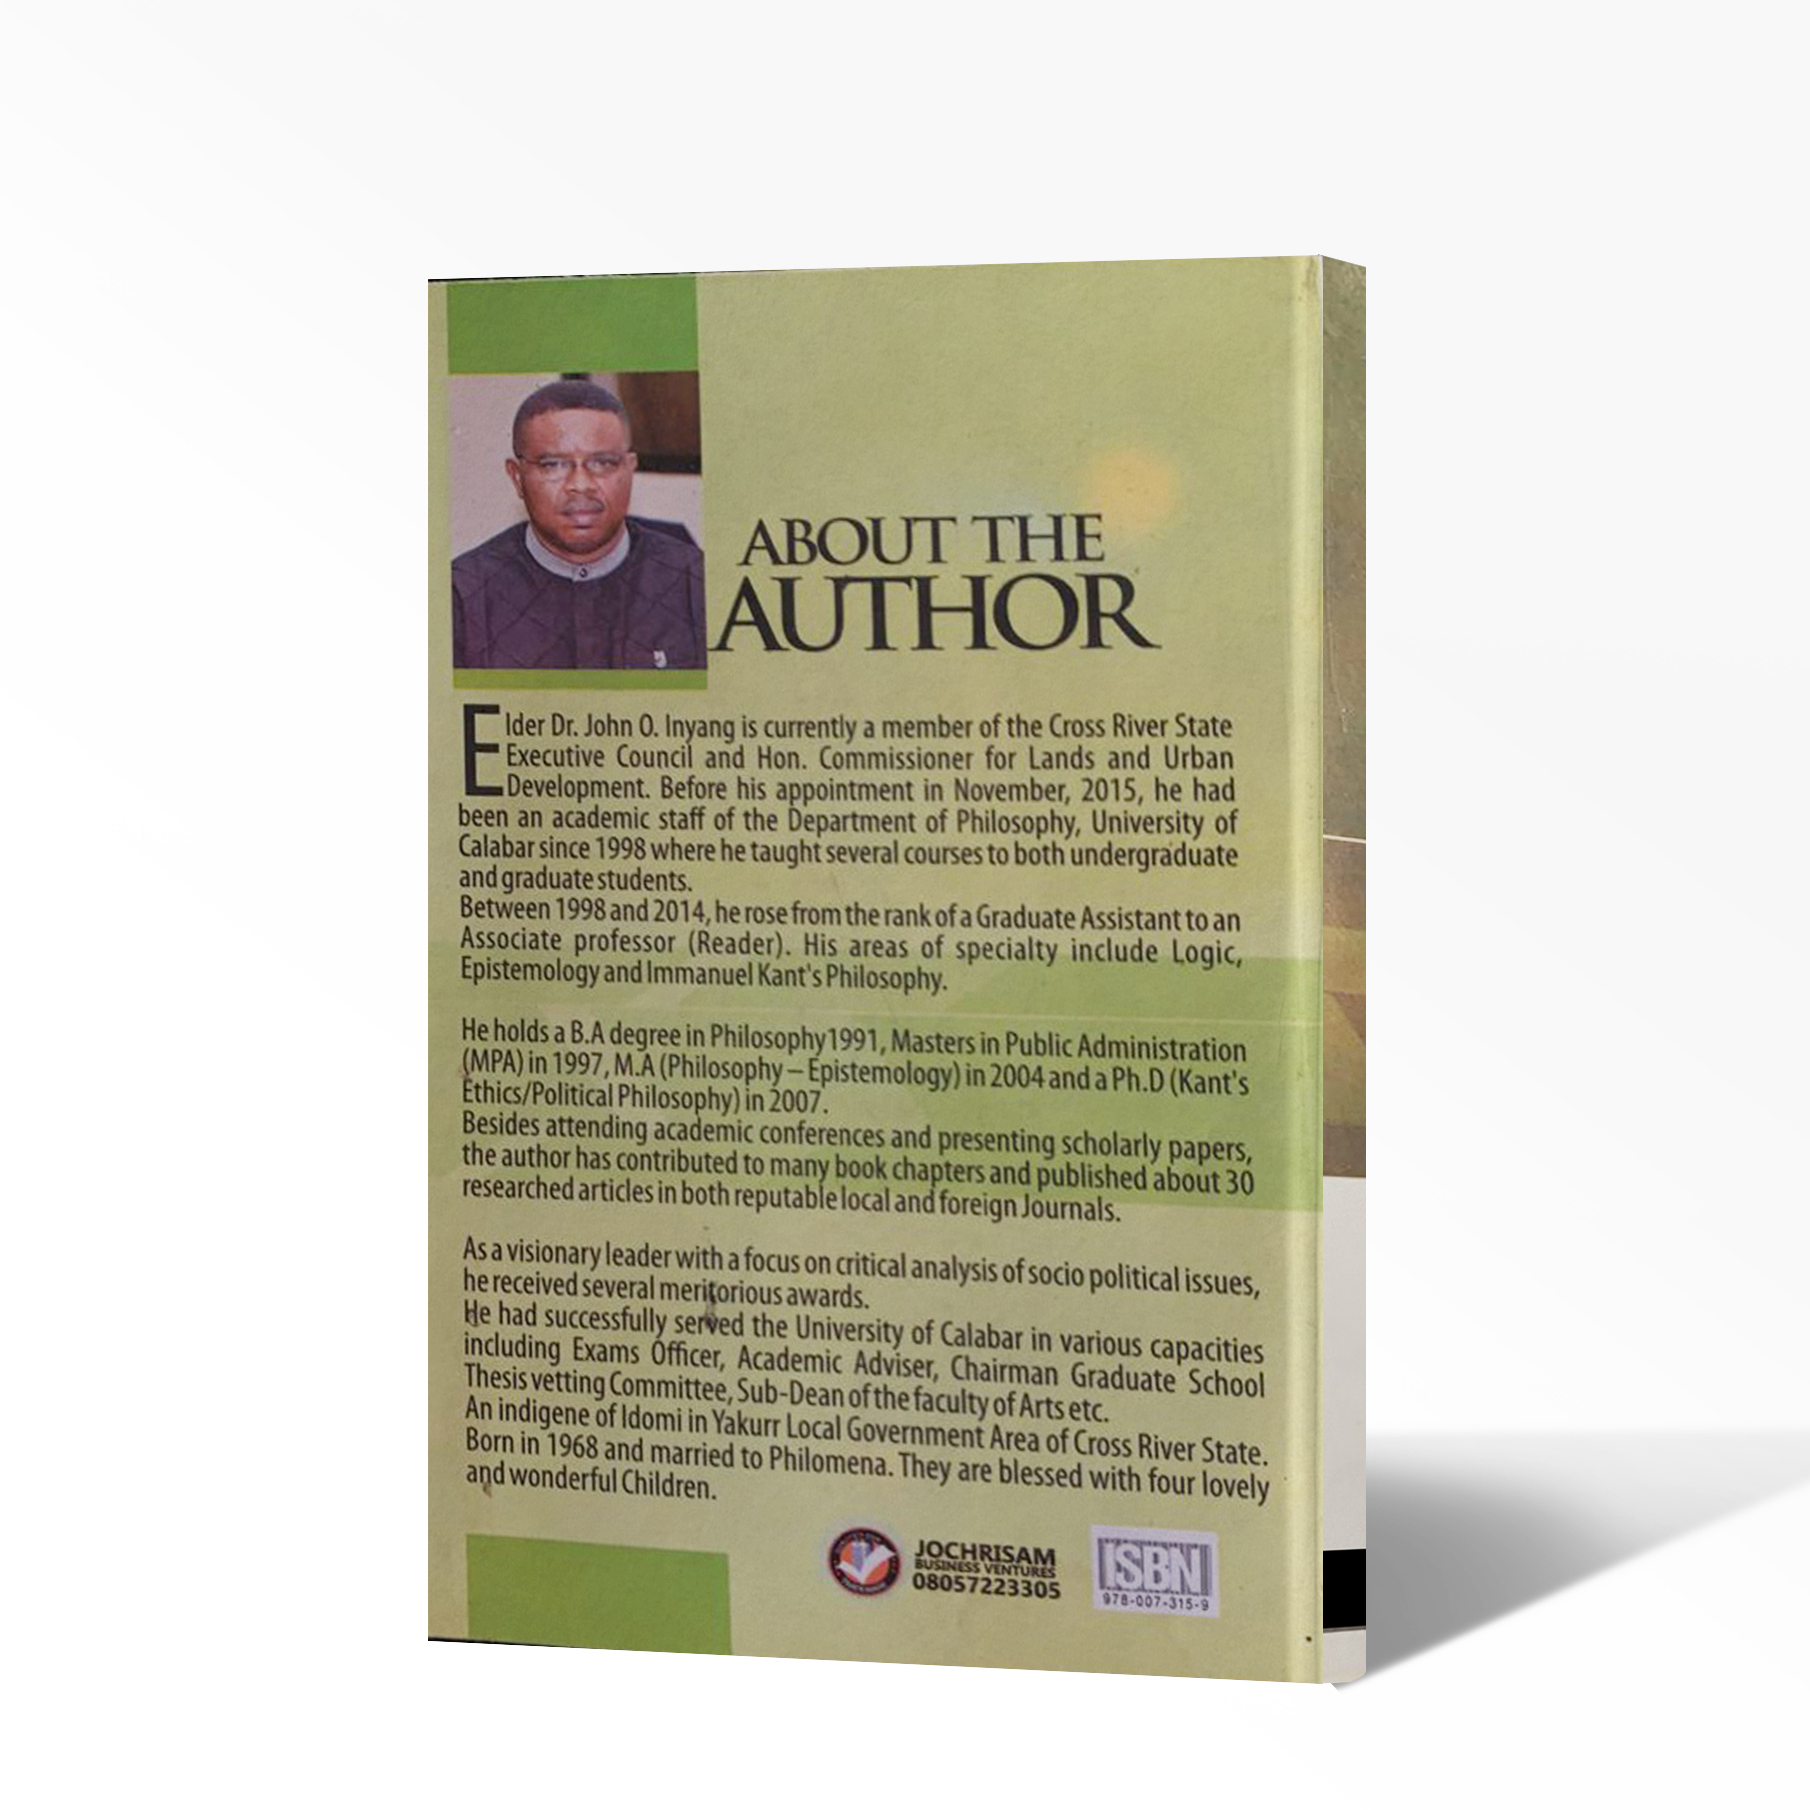 ABOUT THE
AUTHOR
Elder Dr. John O. Inyang is currently a member of the Cross River State
Executive Council and Hon. Commissioner for Lands and Urban
Development. Before his appointment in November, 2015, he had
been an academic staff of the Department of Philosophy, University of
Calabar since 1998 where he taught several courses to both undergraduate
and graduate students.
Between 1998 and 2014, he rose from the rank of a Graduate Assistant to an
Associate professor (Reader). His areas of specialty include Logic,
Epistemology and Immanuel Kant's Philosophy.
He holds a B.A degree in Philosophy1991, Masters in Public Administration
(MPA) in 1997, M.A (Philosophy – Epistemology) in 2004 and a Ph.D (Kant's
Ethics/Political Philosophy) in 2007.
Besides attending academic conferences and presenting scholarly papers,
the author has contributed to many book chapters and published about 30
researched articles in both reputable local and foreign Journals.
As a visionary leader with a focus on critical analysis of socio political issues,
he received several meritorious awards.
He had successfully served the University of Calabar in various capacities
including Exams Officer, Academic Adviser, Chairman Graduate School
Thesis vetting Committee, Sub-Dean of the faculty of Arts etc.
An indigene of Idomi in Yakurr Local Government Area of Cross River State.
Born in 1968 and married to Philomena. They are blessed with four lovely
and wonderful Children.
JOCHRISAM
BUSINESS VENTURES
08057223305
ISBN
978-007-315-9